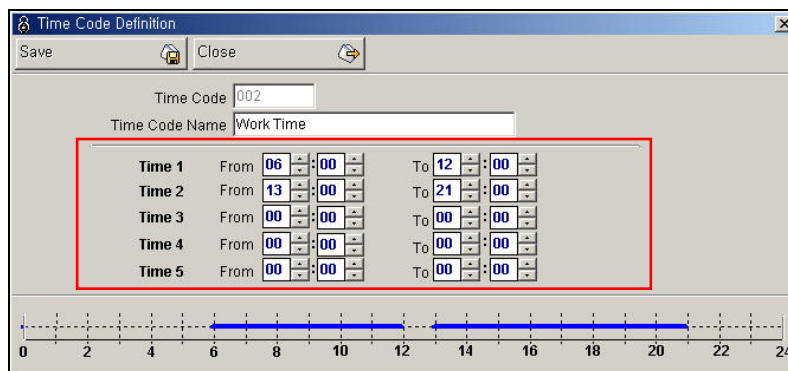 Time Code Definition
Save Close
Time Code 002
Time Code Name Work Time
Time 1 From 06 : 00 To 12 : 00
Time 2 From 13 : 00 To 21 : 00
Time 3 From 00 : 00 To 00 : 00
Time 4 From 00 : 00 To 00 : 00
Time 5 From 00 : 00 To 00 : 00
0 2 4 6 8 10 12 14 16 18 20 22 24